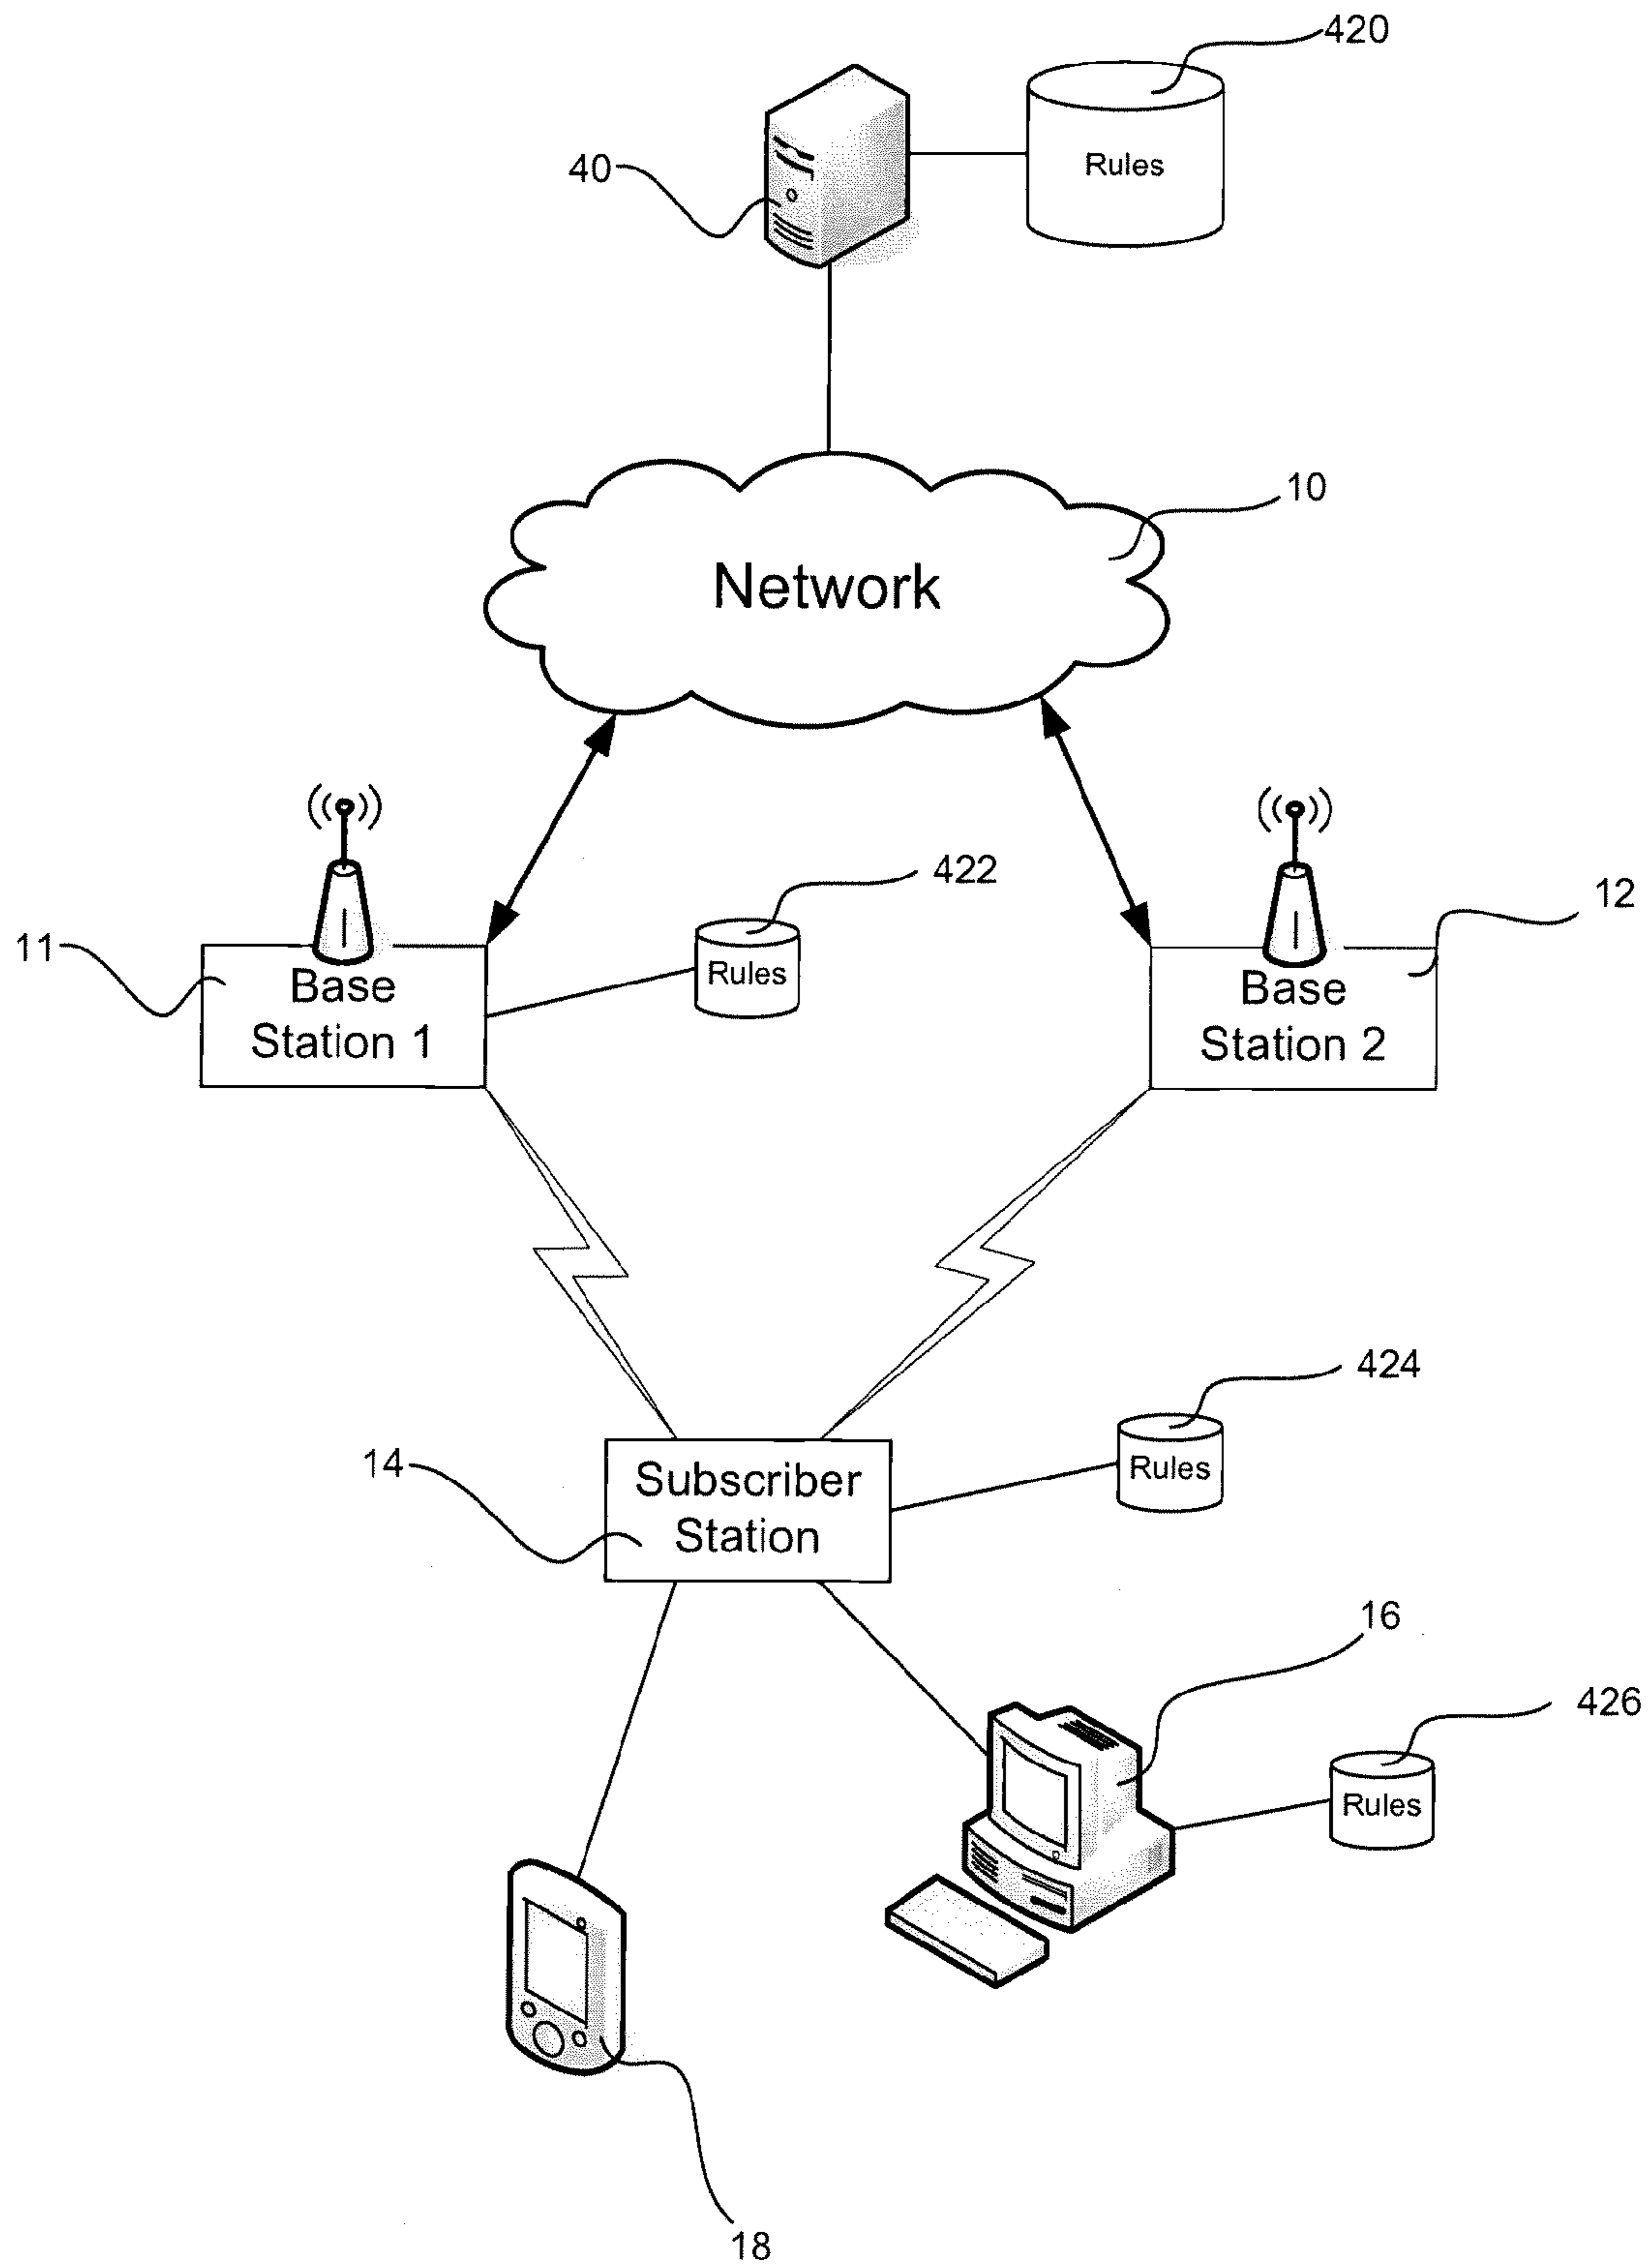 420
40
Rules
10
Network
422
12
11
Rules
Base
Station 1
Base
Station 2
424
14
Subscriber
Station
Rules
16
426
Rules
18